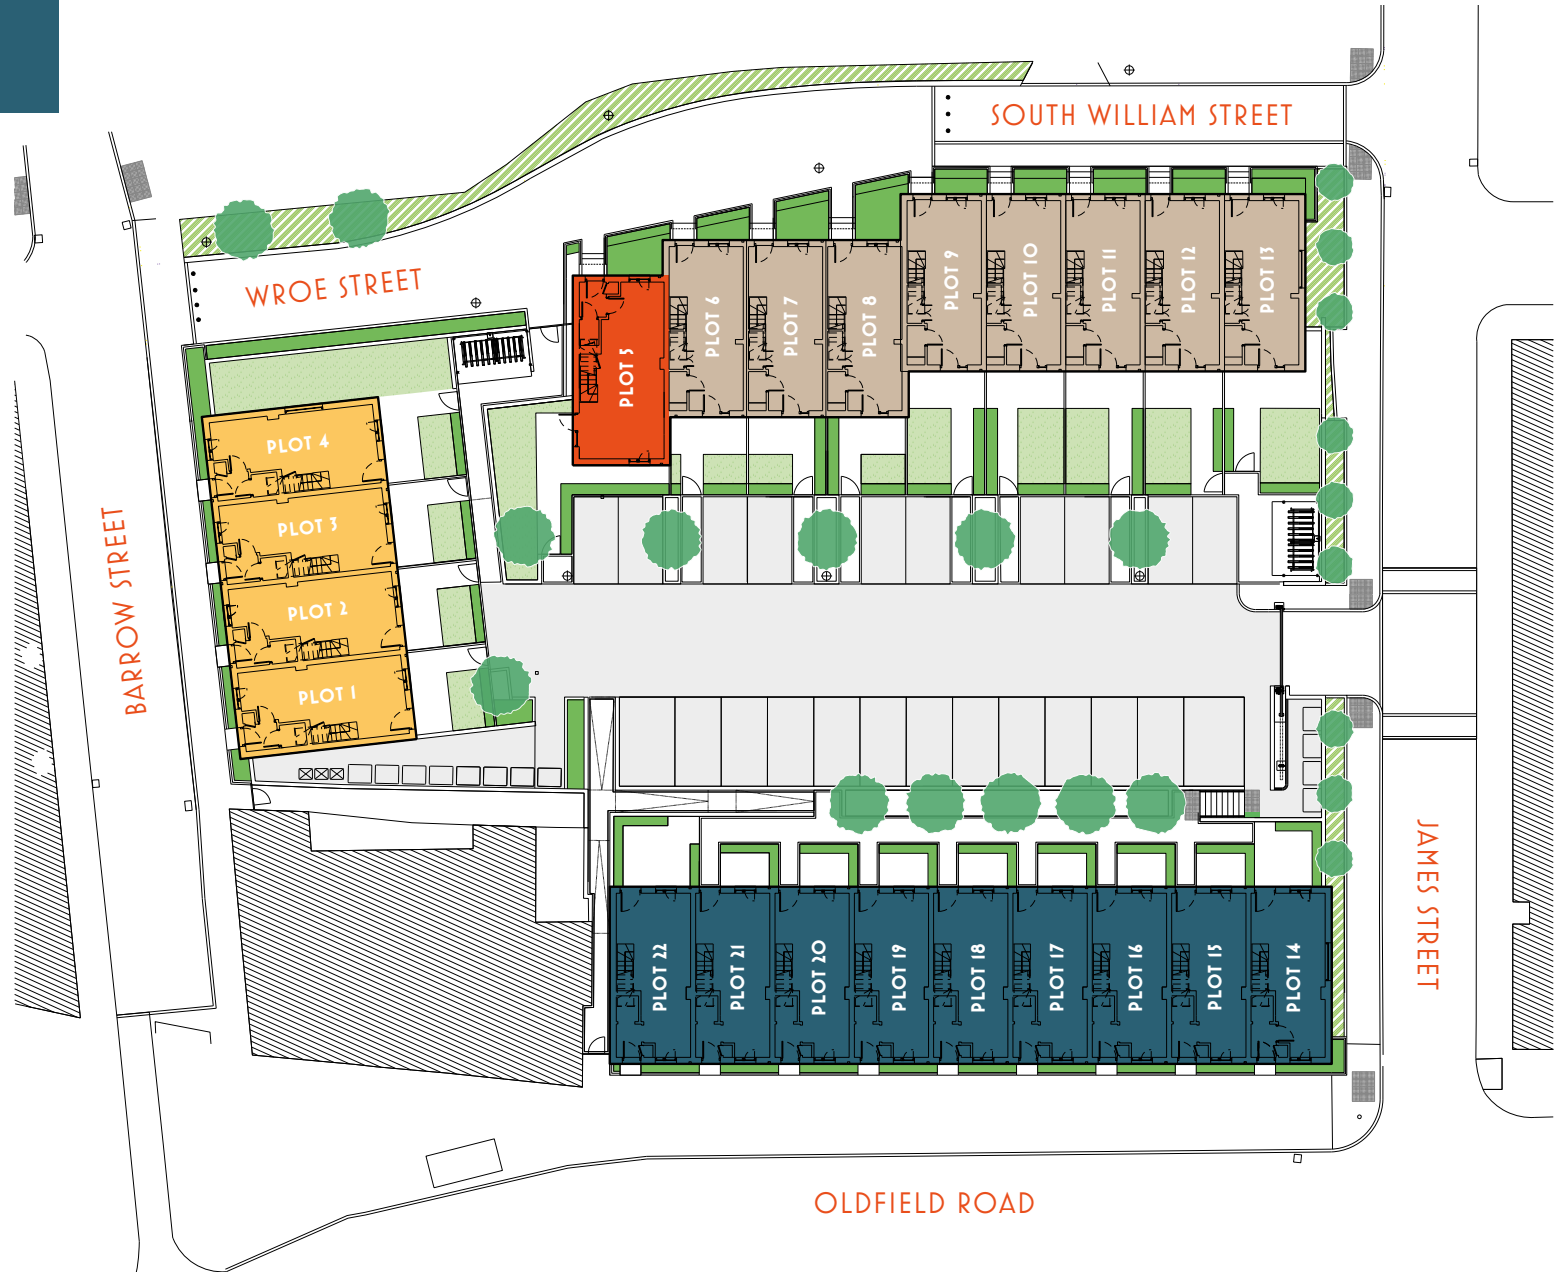 SOUTH WILLIAM STREET
WROE STREET
PLOT 9
PLOT 10
PLOT 11
PLOT 12
PLOT 13
PLOT 5
PLOT 6
PLOT 7
PLOT 8
PLOT 4
PLOT 3
PLOT 2
PLOT 1
BARROW STREET
JAMES STREET
PLOT 22
PLOT 21
PLOT 20
PLOT 19
PLOT 18
PLOT 17
PLOT 16
PLOT 15
PLOT 14
OLDFIELD ROAD